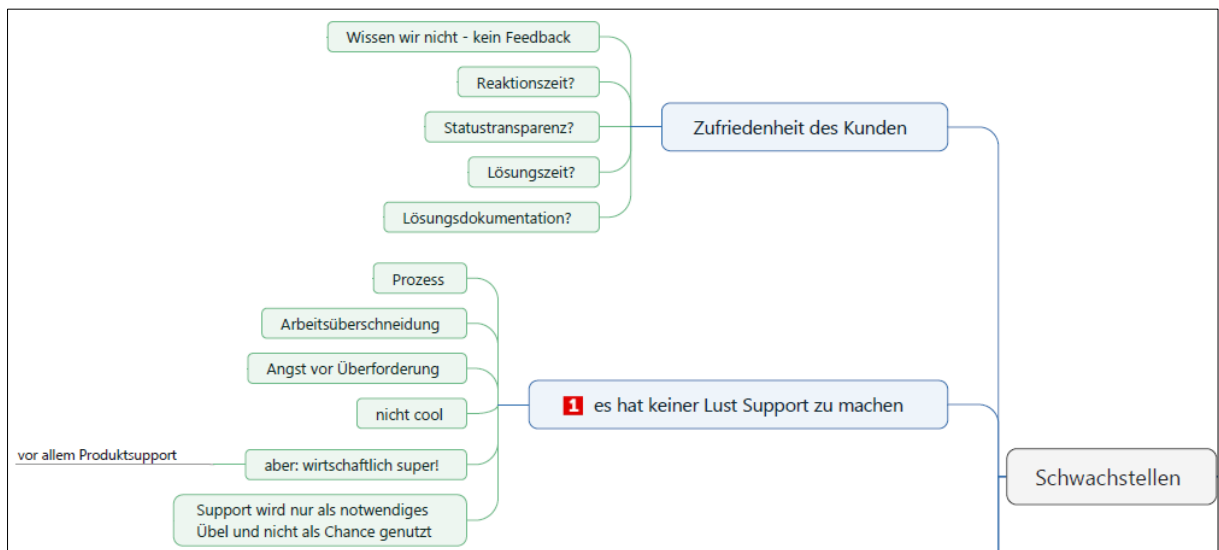 Wissen wir nicht - kein Feedback
Reaktionszeit?
Statustransparenz?
Lösungszeit?
Lösungsdokumentation?
Zufriedenheit des Kunden
Prozess
Arbeitsüberschneidung
Angst vor Überforderung
nicht cool
vor allem Produktsupport
aber: wirtschaftlich super!
Support wird nur als notwendiges
Übel und nicht als Chance genutzt
1 es hat keiner Lust Support zu machen
Schwachstellen